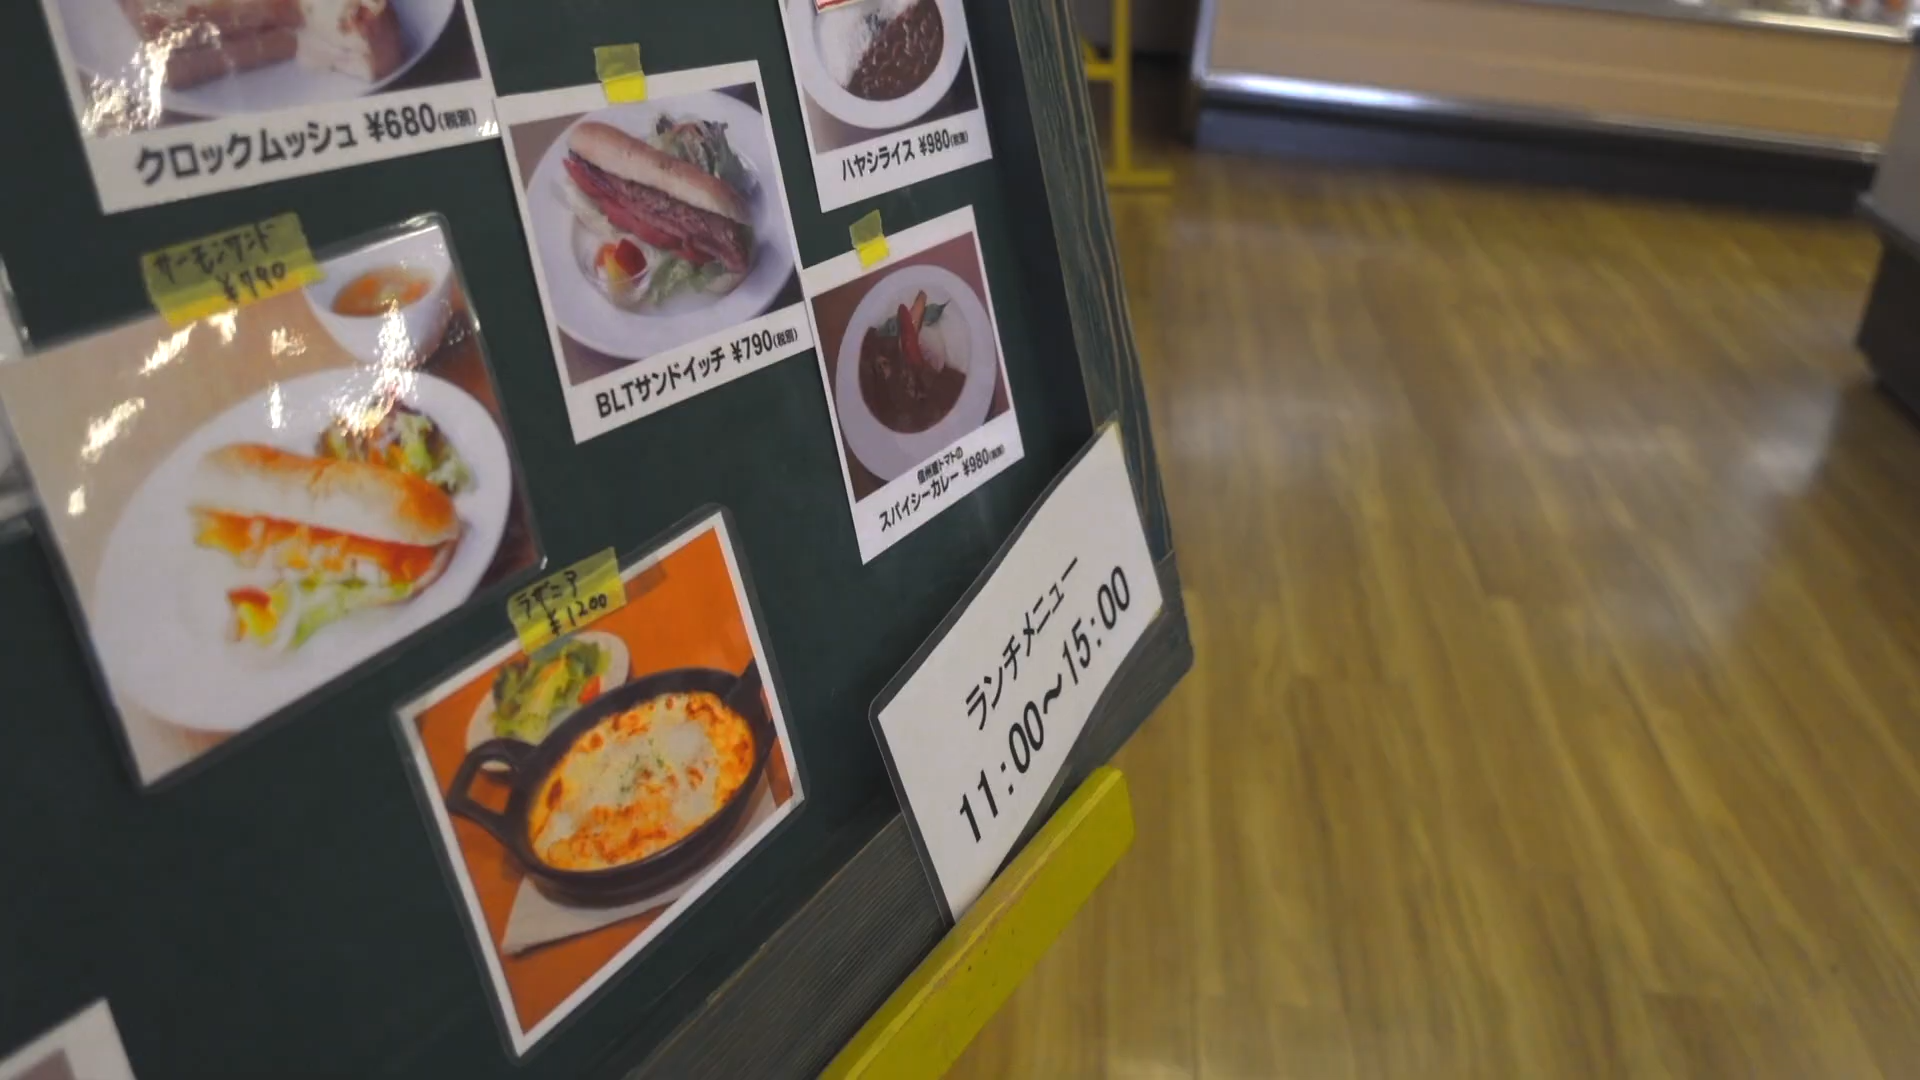 クロックムッシュ ¥680(税別)
ハヤシライス ¥980(税別)
サーモンサンド
¥790
BLTサンドイッチ ¥790(税別)
信州産トマトの
スパイシーカレー ¥980(税別)
ラザニア
¥1200
ランチメニュー
11:00〜15:00